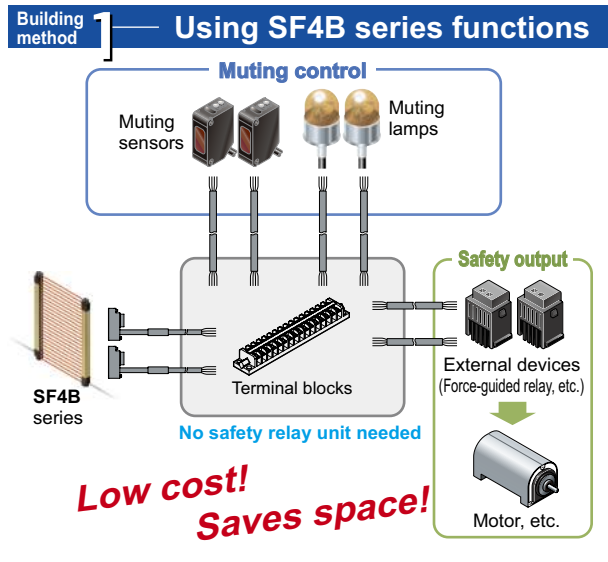 Building
method
1
Using SF4B series functions
Muting control
Muting
sensors
Muting
lamps
Safety output
SF4B
series
Terminal blocks
External devices
(Force-guided relay, etc.)
No safety relay unit needed
Low cost!
Saves space!
Motor, etc.